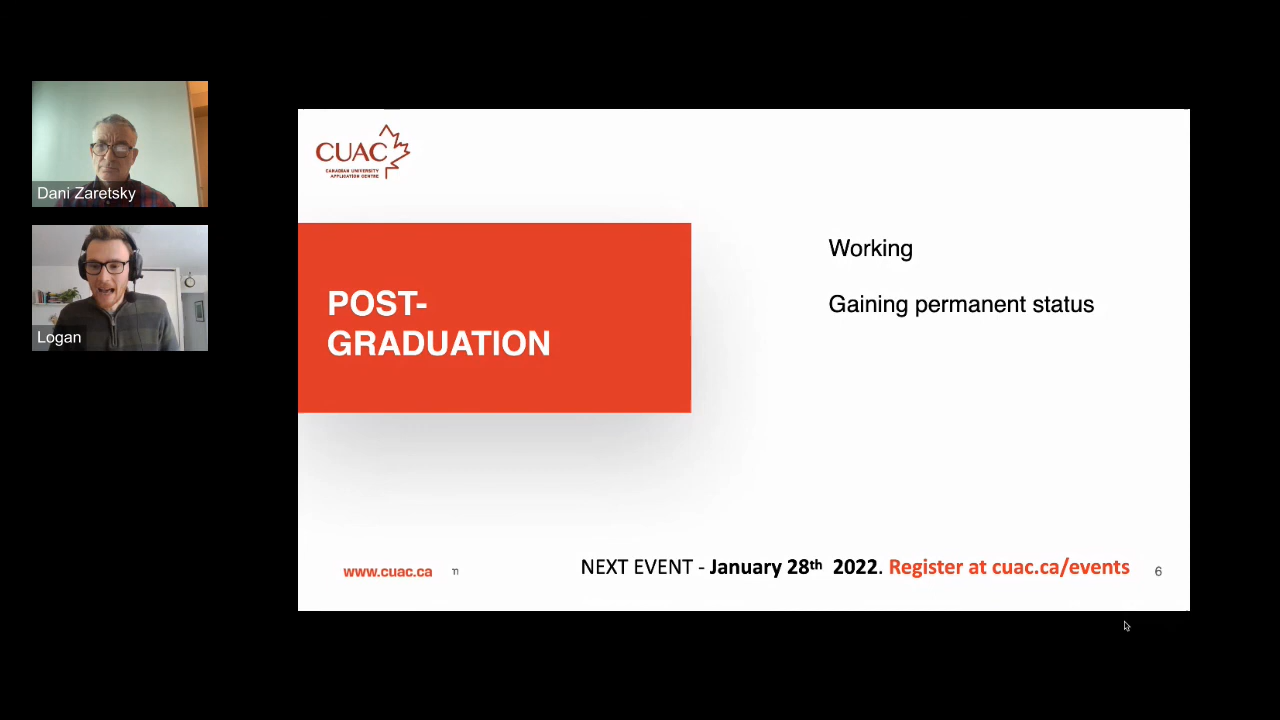 Dani Zaretsky
Logan
CUAC
CANADIAN UNIVERSITY
APPLICATION CENTRE
POST-
GRADUATION
Working
Gaining permanent status
www.cuac.ca
NEXT EVENT - January 28th 2022. Register at cuac.ca/events
6